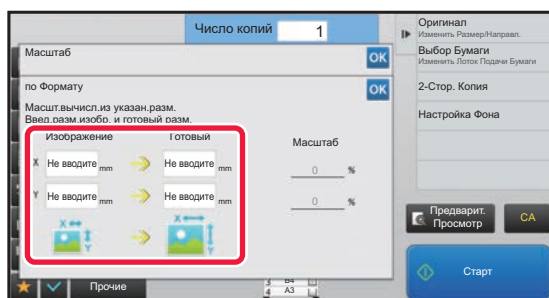 Число копий 1
Масштаб OK
по Формату OK
Масшт.вычисл.из указан.разм.
Введ.разм.изобр. и готовый разм.
Изображение Готовый
Масштаб
X Не вводите mm Не вводите mm 0 %
Y Не вводите mm Не вводите mm 0 %
X X
Y Y
Прочие
3 B4
4 A3
Оригинал
Изменить Размер/Направл.
Выбор Бумаги
Изменить Лоток Подачи Бумаги
2-Стор. Копия
Настройка Фона
Предварит.
Просмотр
CA
Старт